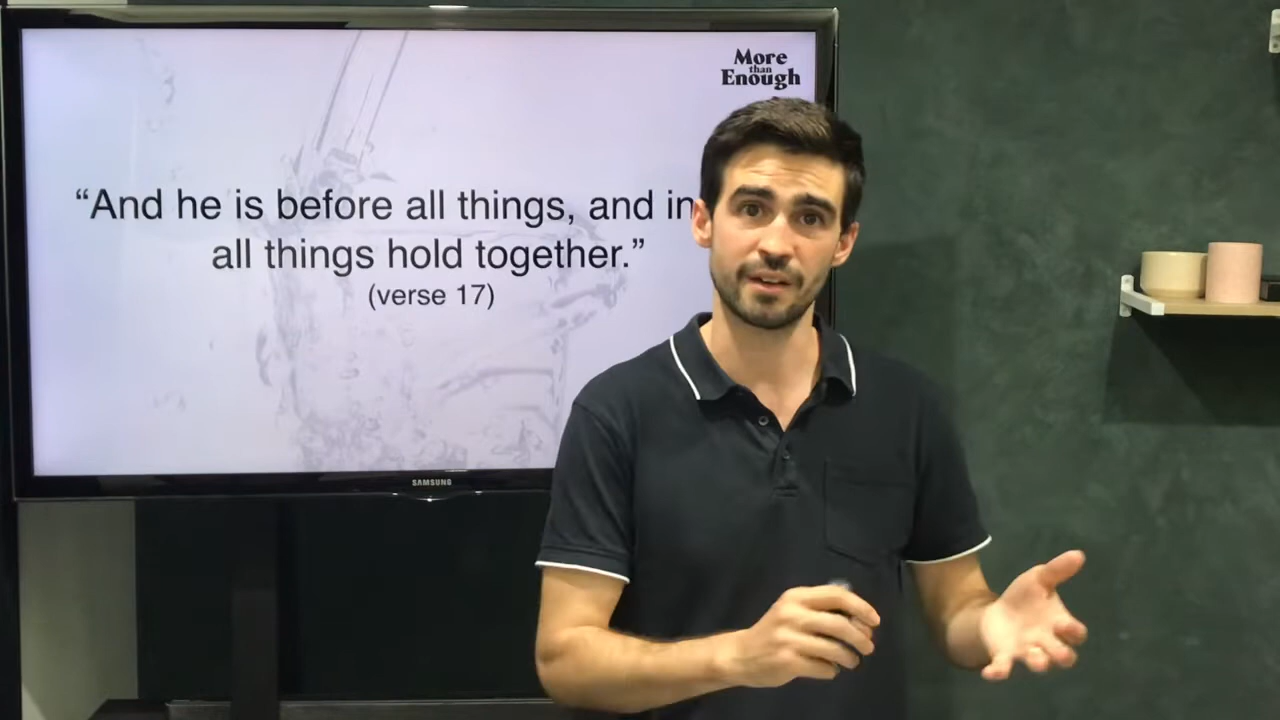 More
than
Enough
“And he is before all things, and in
all things hold together.”
(verse 17)
SAMSUNG